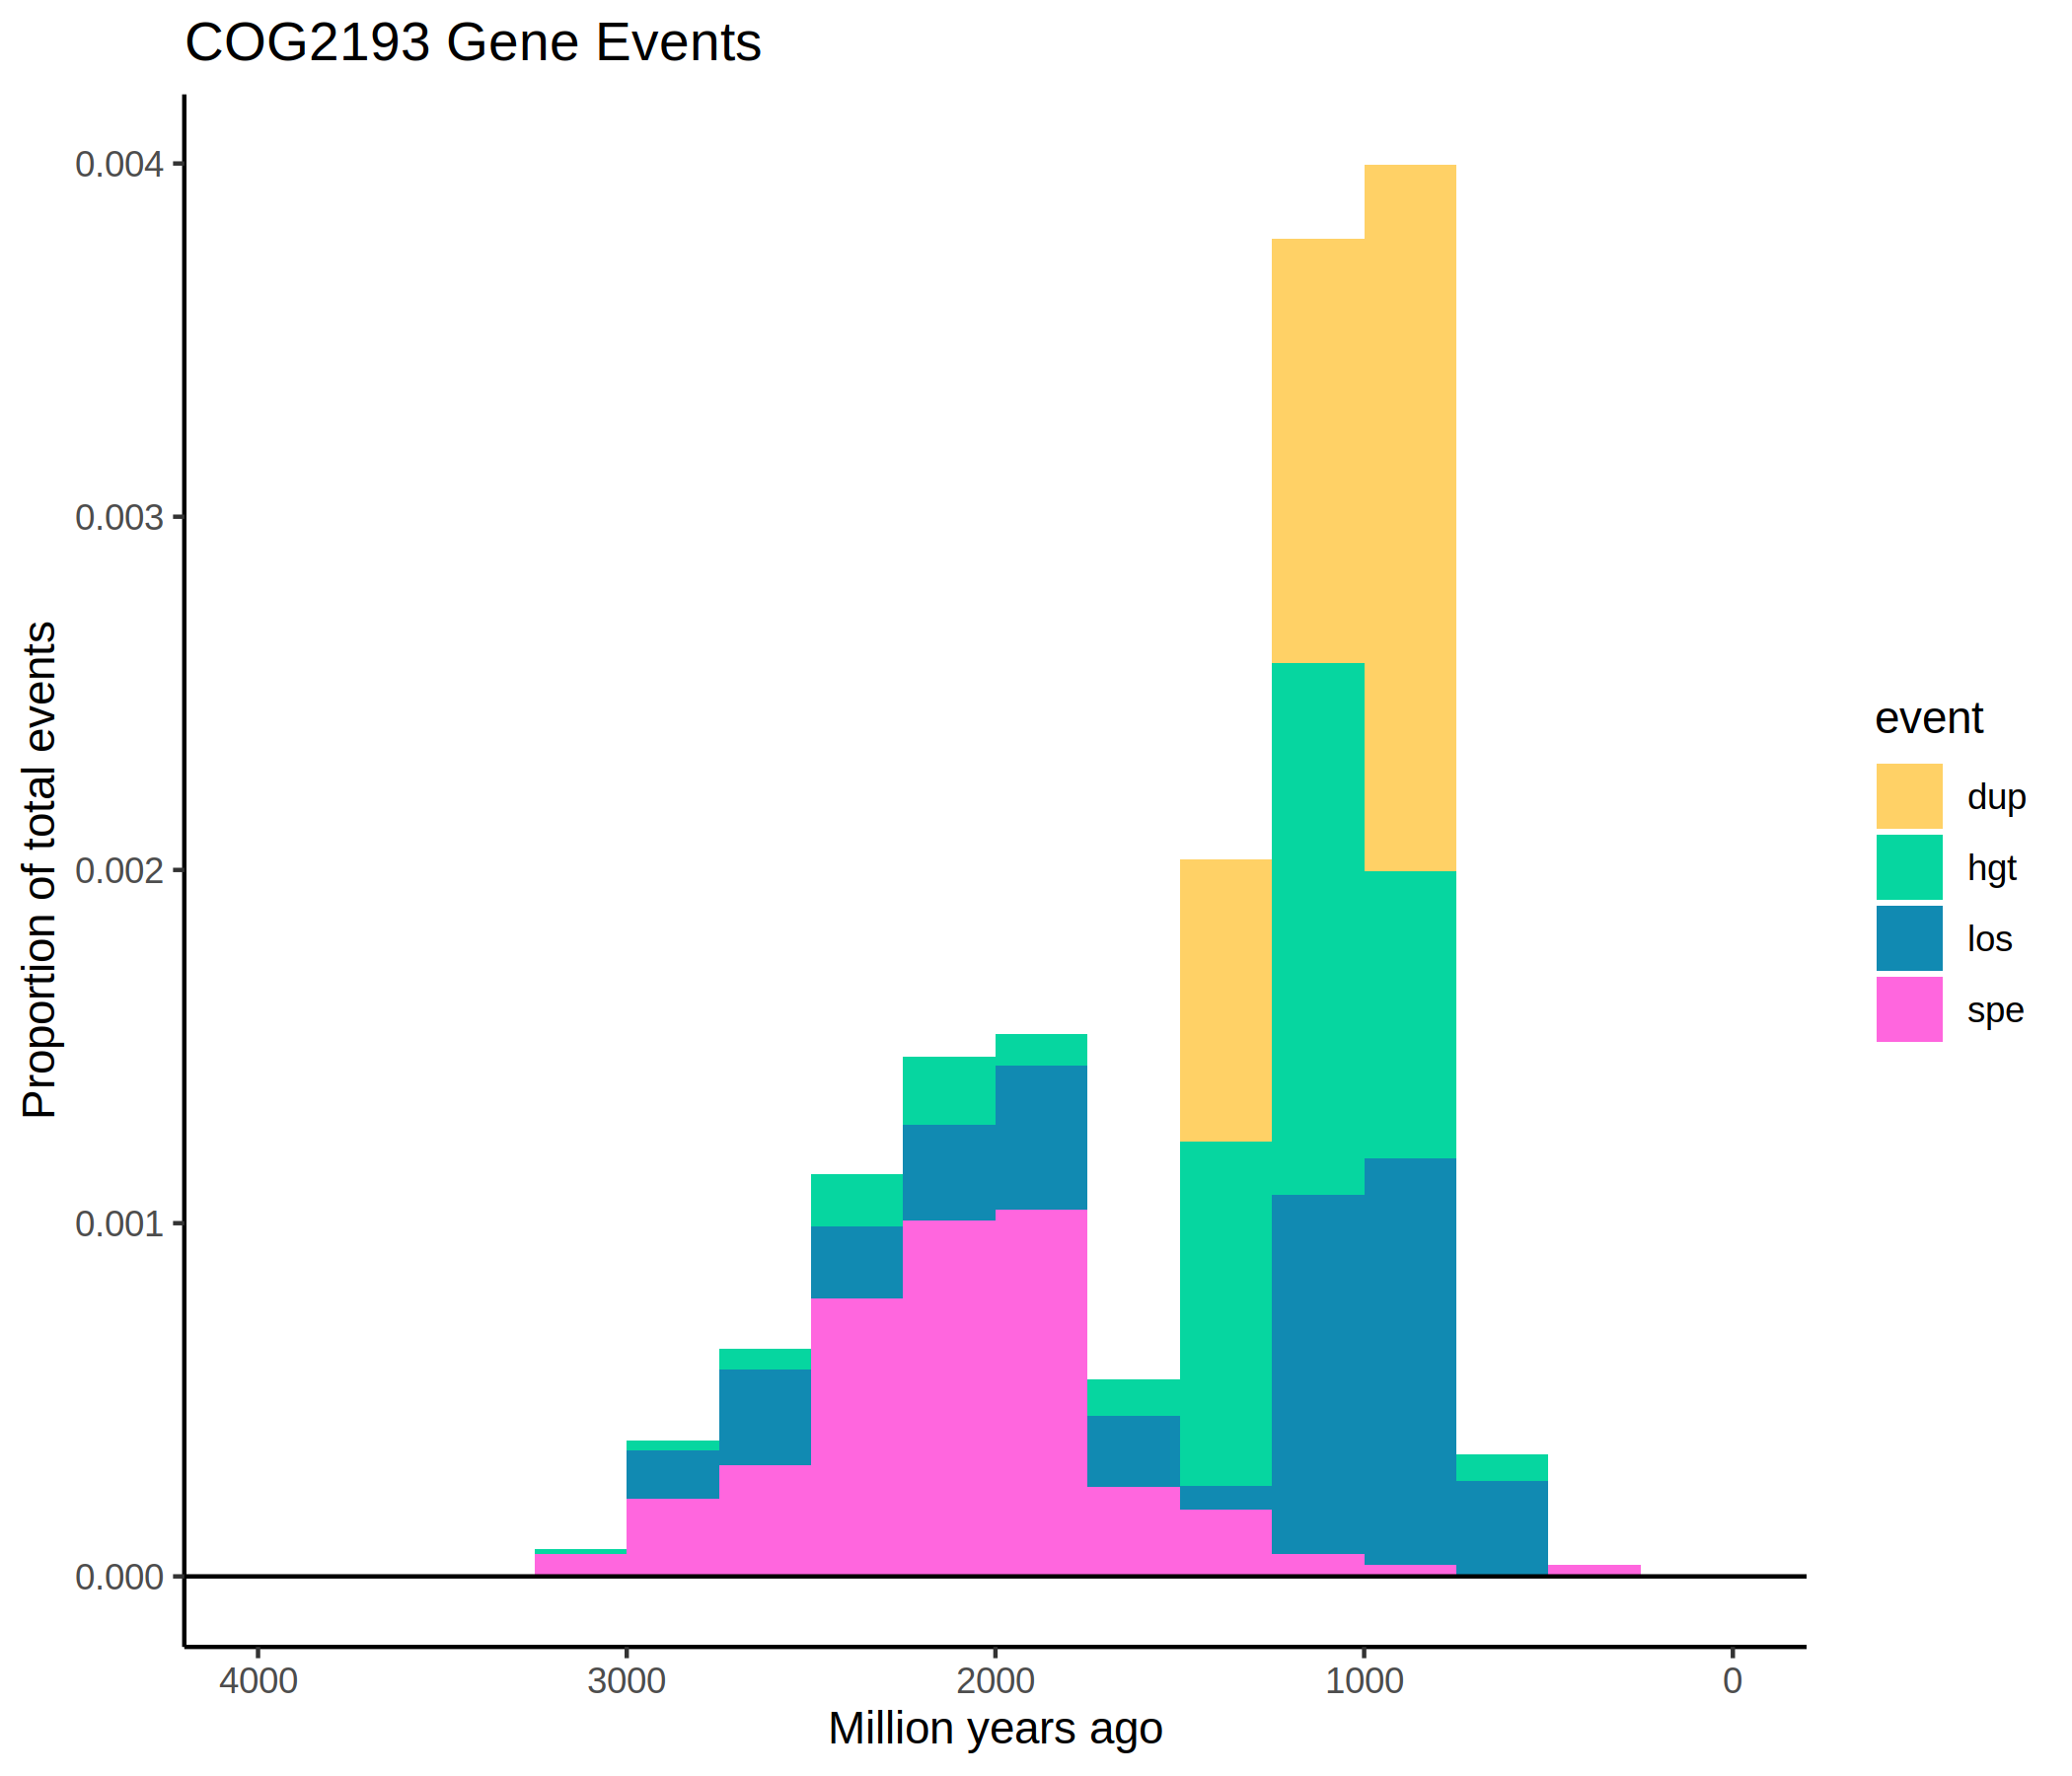 COG2193 Gene Events
Proportion of total events
0.004
0.003
0.002
0.001
0.000
4000 3000 2000 1000 0
Million years ago
event
dup
hgt
los
spe